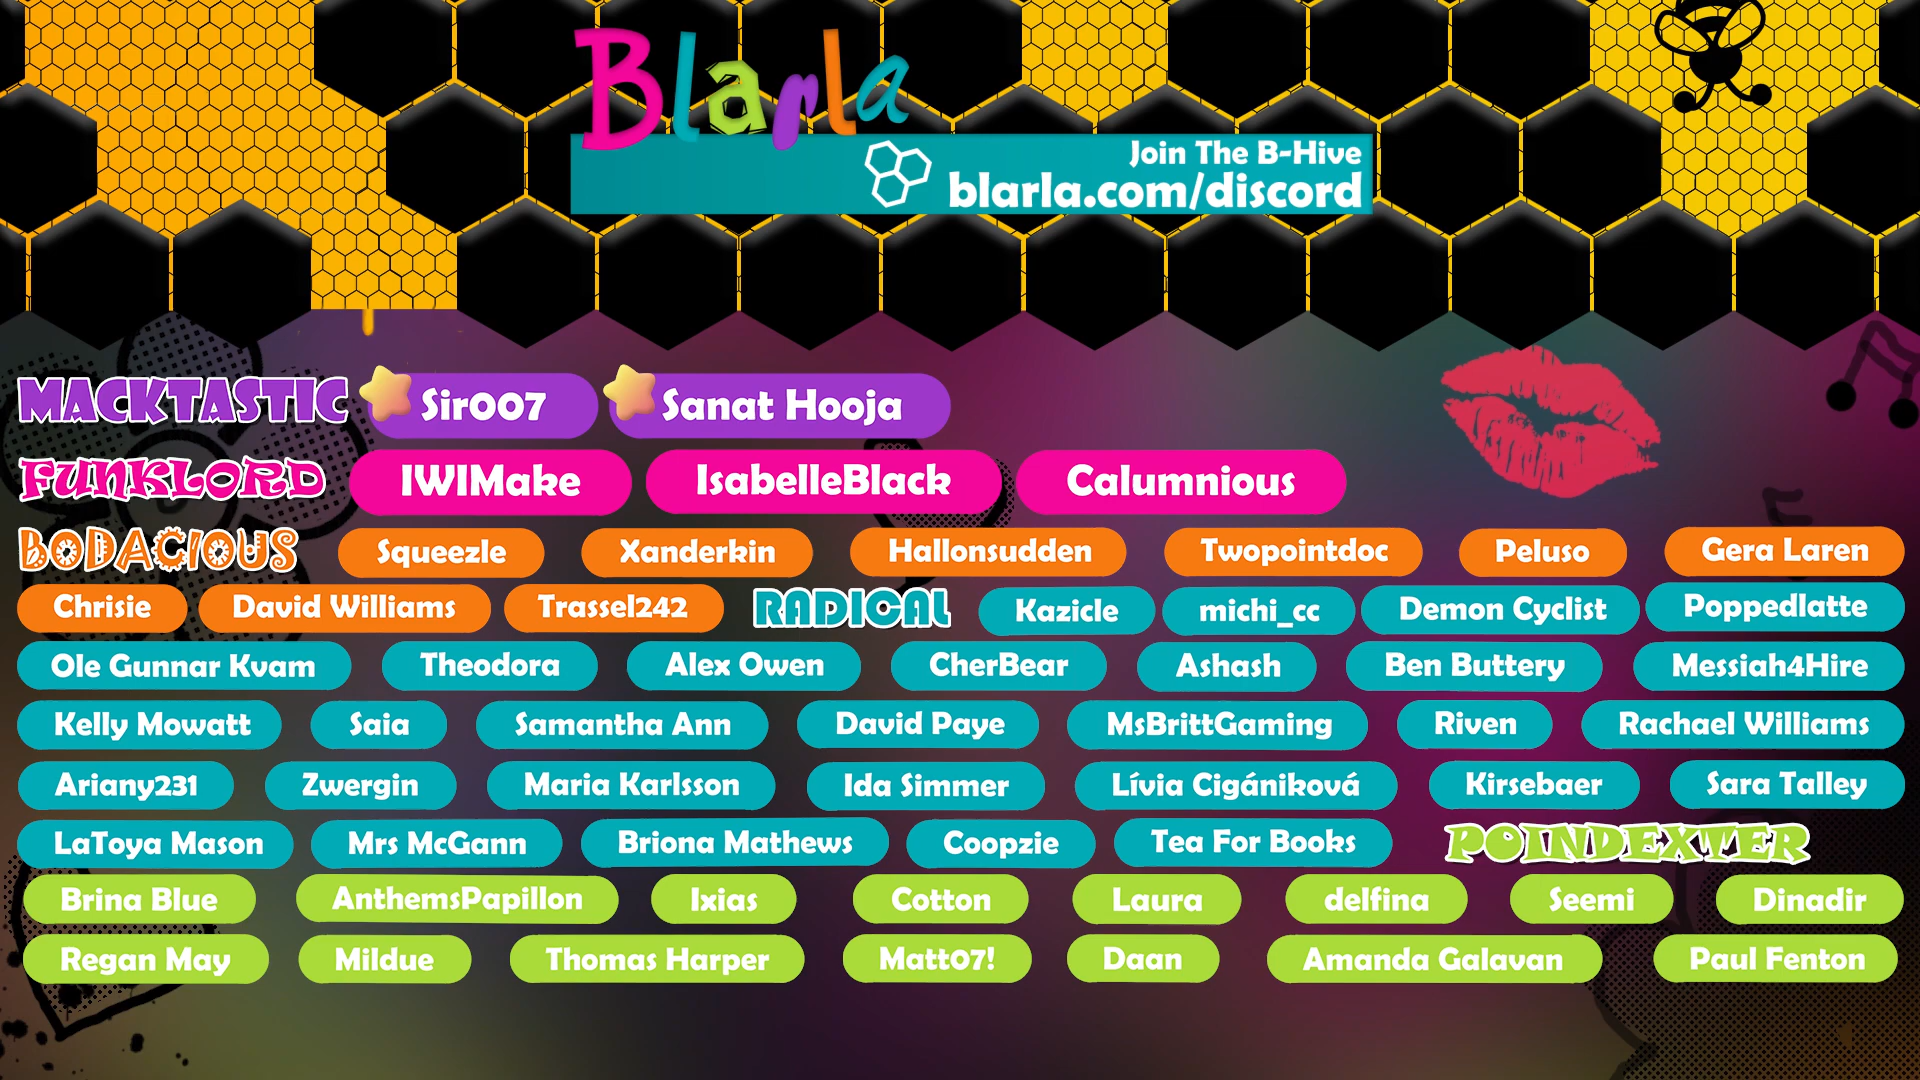 Blarla
Join The B-Hive
blarla.com/discord
MACKTASTIC Sir007 Sanat Hooja
FUNKLORD IWIMake IsabelleBlack Calumnious
BODACIOUS Squeezle Xanderkin Hallonsudden Twopointdoc Peluso Gera Laren
Chrisie David Williams Trassel242 RADICAL Kazicle michi_cc Demon Cyclist Poppedlatte
Ole Gunnar Kvam Theodora Alex Owen CherBear Ashash Ben Buttery Messiah4Hire
Kelly Mowatt Saia Samantha Ann David Paye MsBrittGaming Riven Rachael Williams
Ariany231 Zwergin Maria Karlsson Ida Simmer Lívia Cigániková Kirsebaer Sara Talley
LaToya Mason Mrs McGann Briona Mathews Coopzie Tea For Books POINDEXTER
Brina Blue AnthemsPapillon Ixias Cotton Laura delfina Seemi Dinadir
Regan May Mildue Thomas Harper Matt07! Daan Amanda Galavan Paul Fenton